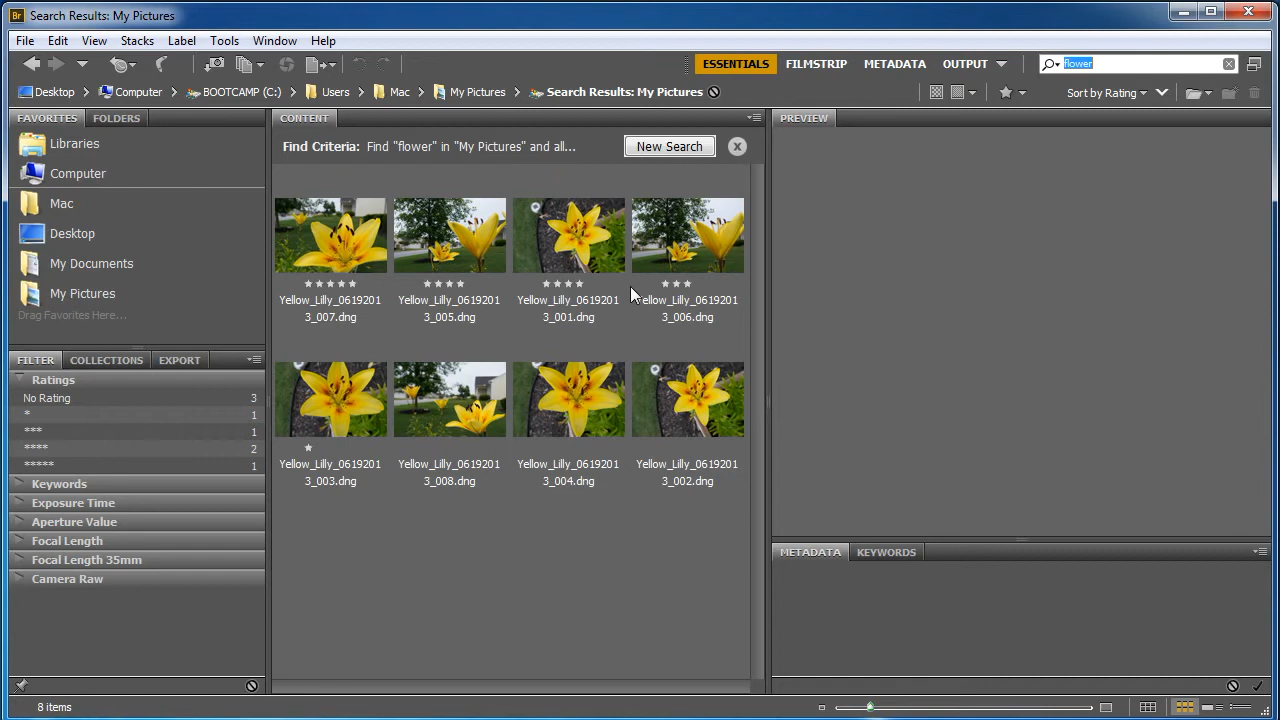 Br Search Results: My Pictures
File Edit View Stacks Label Tools Window Help
ESSENTIALS FILMSTRIP METADATA OUTPUT flower
Desktop Computer BOOTCAMP (C:) Users Mac My Pictures Search Results: My Pictures Sort by Rating
FAVORITES FOLDERS
Libraries
Computer
Mac
Desktop
My Documents
My Pictures
Drag Favorites Here...
FILTER COLLECTIONS EXPORT
Ratings
No Rating 3
* 1
*** 1
**** 2
***** 1
Keywords
Exposure Time
Aperture Value
Focal Length
Focal Length 35mm
Camera Raw
CONTENT
Find Criteria: Find "flower" in "My Pictures" and all... New Search
Yellow_Lilly_0619201 Yellow_Lilly_0619201 Yellow_Lilly_0619201 Yellow_Lilly_0619201
3_007.dng 3_005.dng 3_001.dng 3_006.dng
Yellow_Lilly_0619201 Yellow_Lilly_0619201 Yellow_Lilly_0619201 Yellow_Lilly_0619201
3_003.dng 3_008.dng 3_004.dng 3_002.dng
PREVIEW
METADATA KEYWORDS
8 items